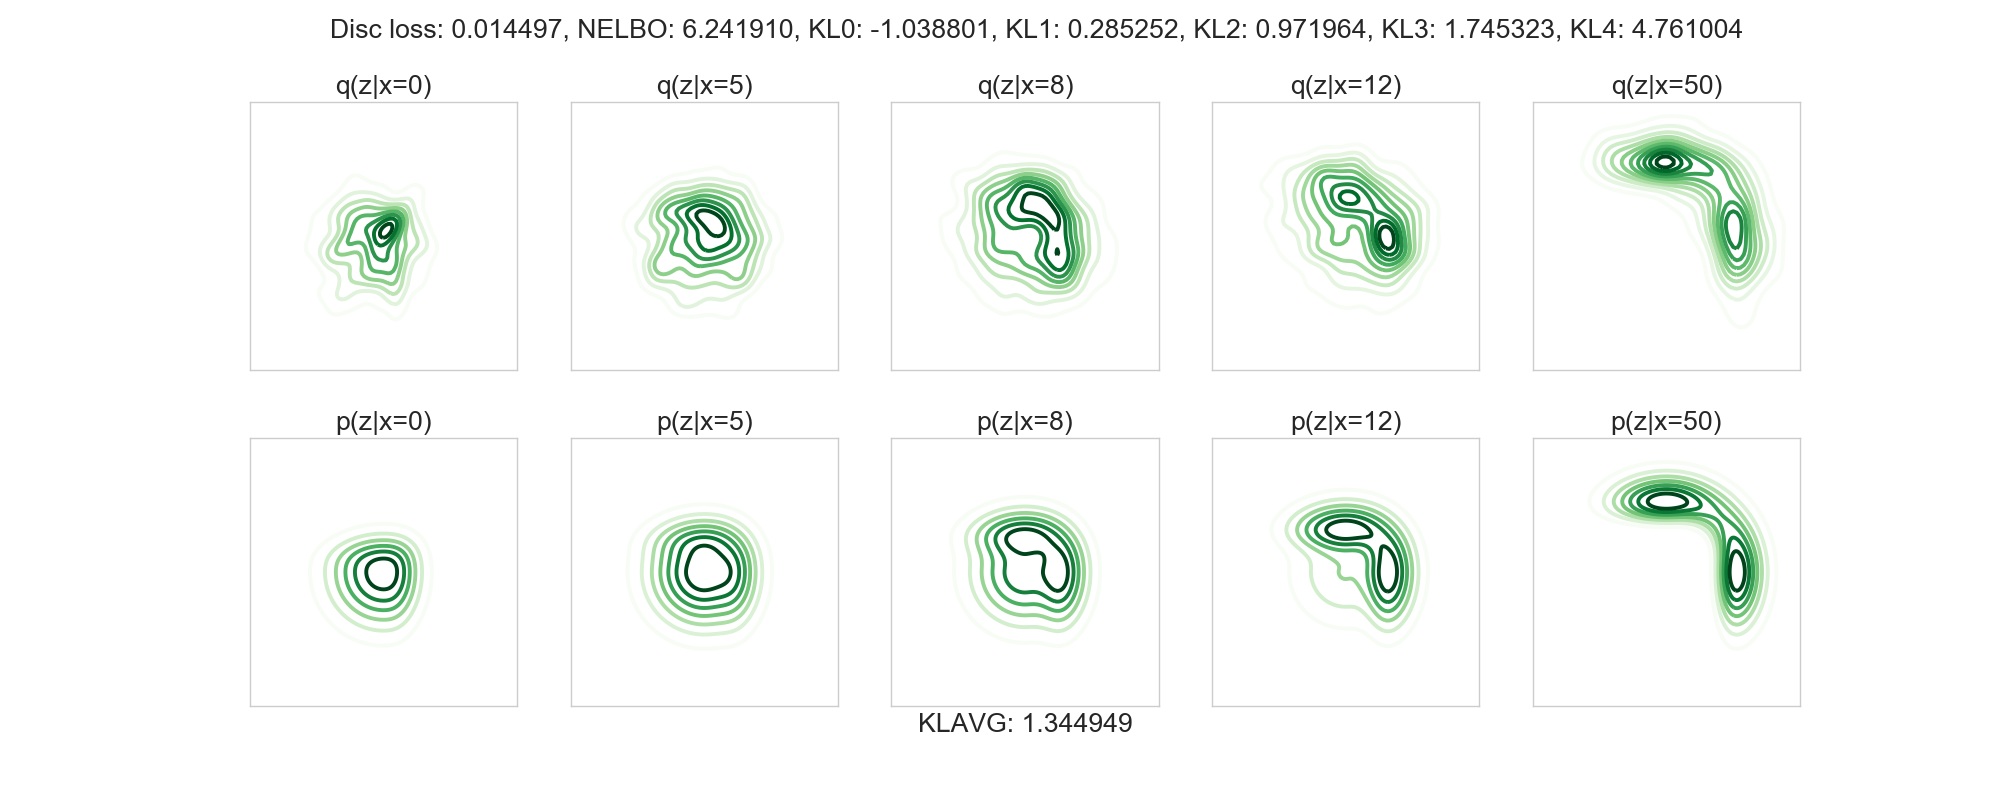 Disc loss: 0.014497, NELBO: 6.241910, KL0: -1.038801, KL1: 0.285252, KL2: 0.971964, KL3: 1.745323, KL4: 4.761004
q(z|x=0) q(z|x=5) q(z|x=8) q(z|x=12) q(z|x=50)
p(z|x=0) p(z|x=5) p(z|x=8) p(z|x=12) p(z|x=50)
KLAVG: 1.344949